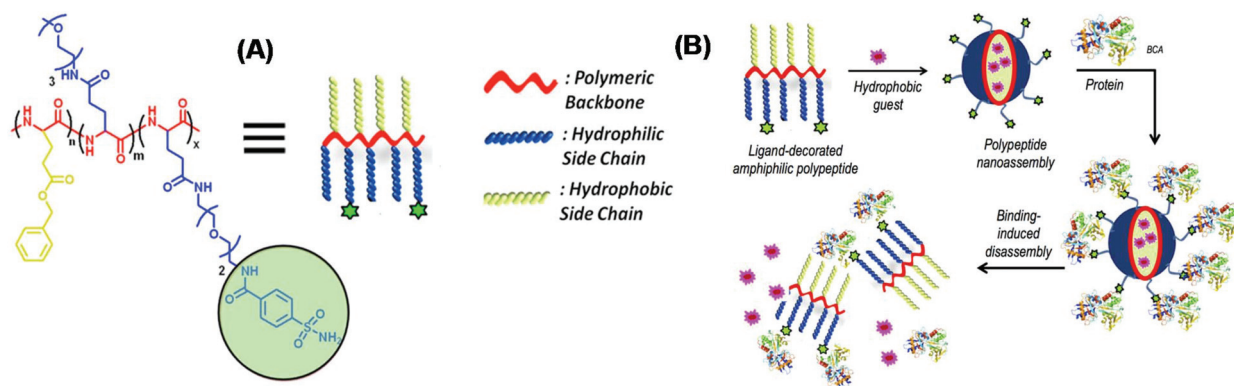 (A)
O
3
NH
O
H
N
O
n
H
N
O
m
H
N
O
x
O
O
O
NH
O
2
NH
O
O
S
O
NH2
: Polymeric
Backbone
: Hydrophilic
Side Chain
: Hydrophobic
Side Chain
(B)
Ligand-decorated
amphiphilic polypeptide
Hydrophobic
guest
Polypeptide
nanoassembly
BCA
Protein
Binding-
induced
disassembly